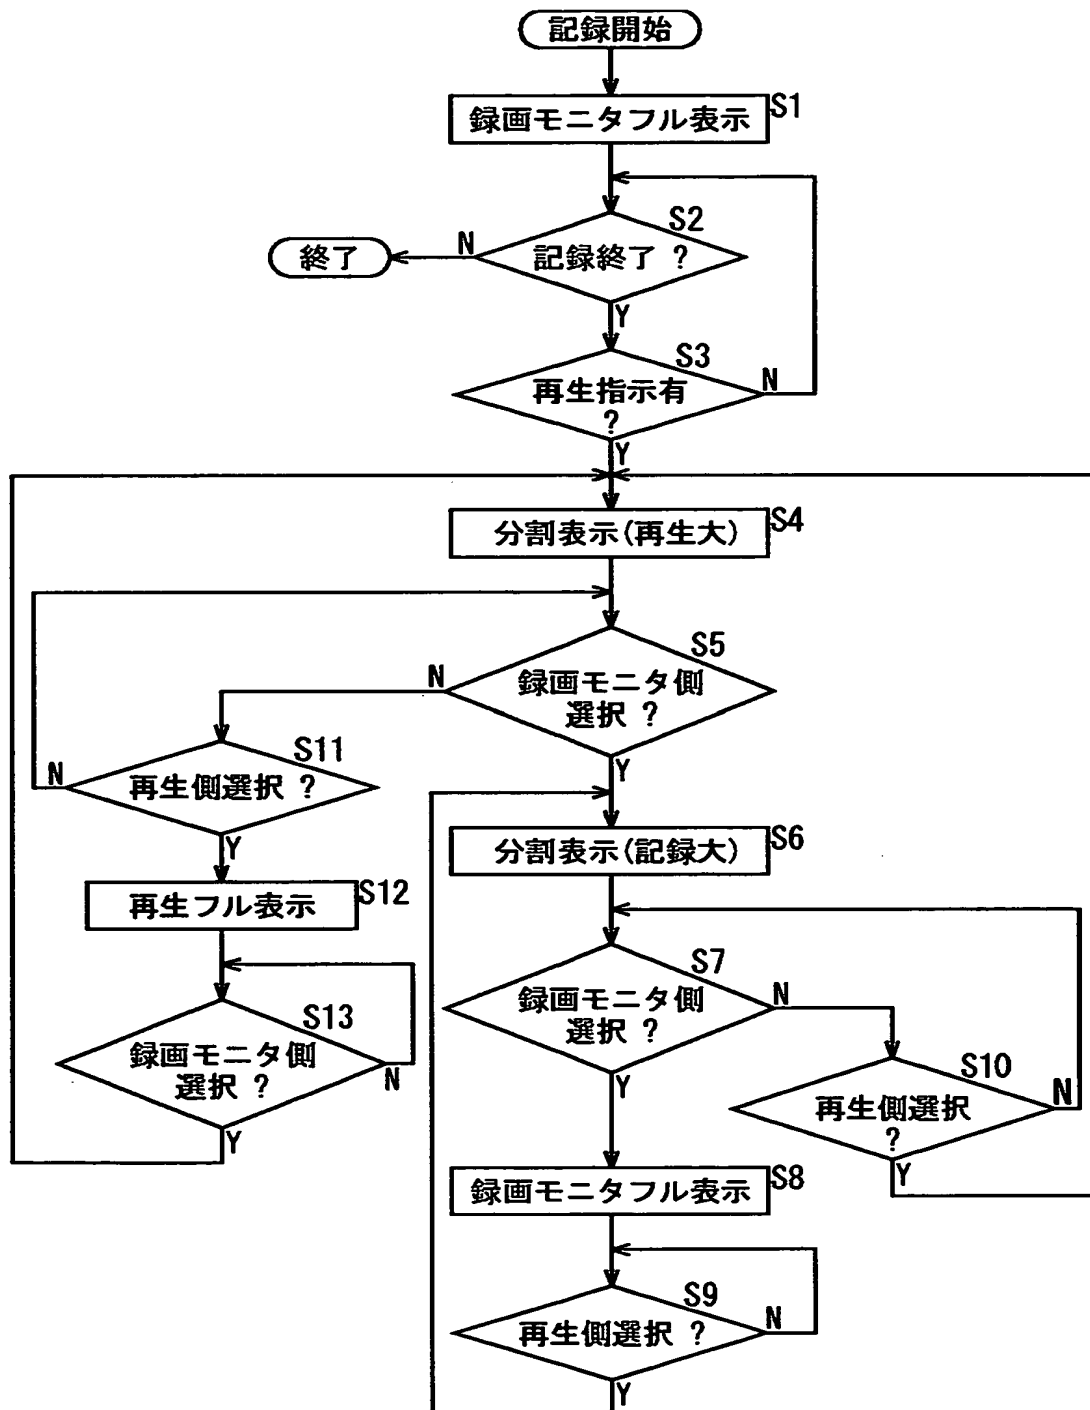 記録開始
S1
録画モニタフル表示
S2
記録終了 ?
N
終了
Y
S3
再生指示有
?
N
Y
S4
分割表示(再生大)
S5
録画モニタ側
選択 ?
N
Y
S11
再生側選択 ?
N
Y
S6
分割表示(記録大)
S12
再生フル表示
S7
録画モニタ側
選択 ?
N
Y
S13
録画モニタ側
選択 ?
N
Y
S10
再生側選択
?
N
Y
S8
録画モニタフル表示
S9
再生側選択 ?
N
Y